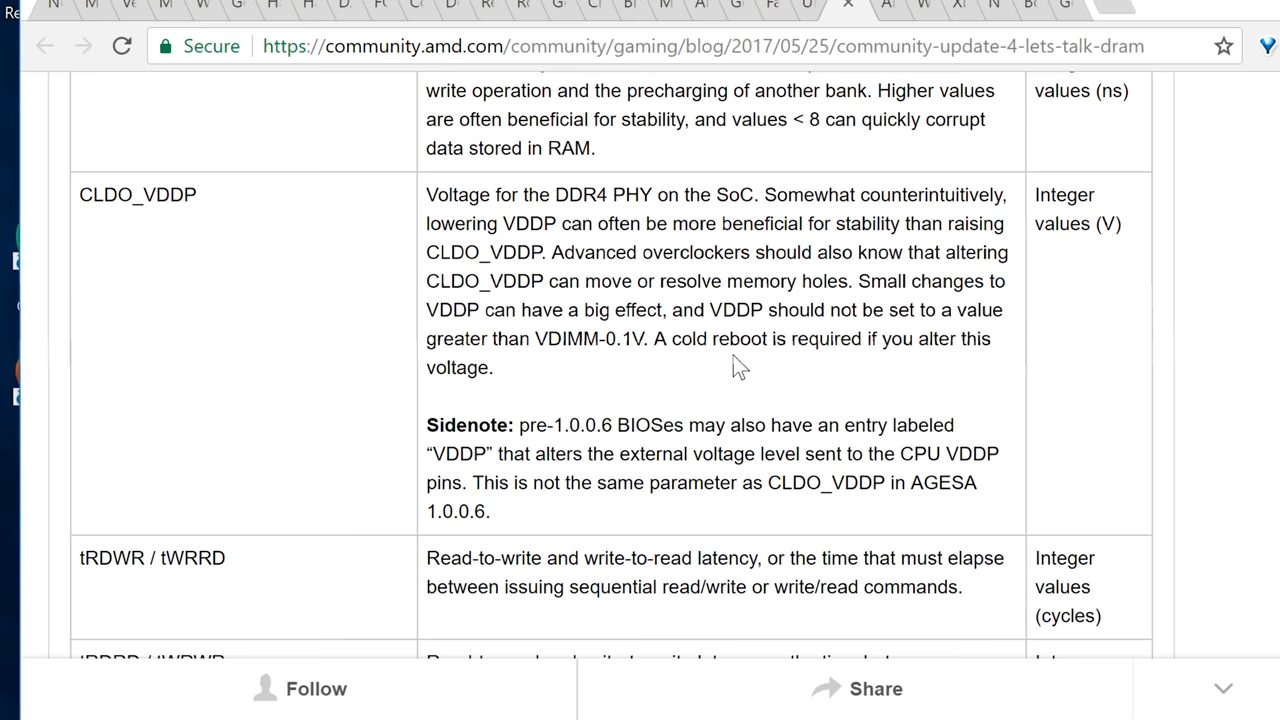 Secure
https://community.amd.com/community/gaming/blog/2017/05/25/community-update-4-lets-talk-dram
write operation and the precharging of another bank. Higher values
are often beneficial for stability, and values < 8 can quickly corrupt
data stored in RAM.
values (ns)
CLDO_VDDP
Voltage for the DDR4 PHY on the SoC. Somewhat counterintuitively,
lowering VDDP can often be more beneficial for stability than raising
CLDO_VDDP. Advanced overclockers should also know that altering
CLDO_VDDP can move or resolve memory holes. Small changes to
VDDP can have a big effect, and VDDP should not be set to a value
greater than VDIMM-0.1V. A cold reboot is required if you alter this
voltage.
Sidenote: pre-1.0.0.6 BIOSes may also have an entry labeled
“VDDP” that alters the external voltage level sent to the CPU VDDP
pins. This is not the same parameter as CLDO_VDDP in AGESA
1.0.0.6.
Integer
values (V)
tRDWR / tWRRD
Read-to-write and write-to-read latency, or the time that must elapse
between issuing sequential read/write or write/read commands.
Integer
values
(cycles)
Follow
Share